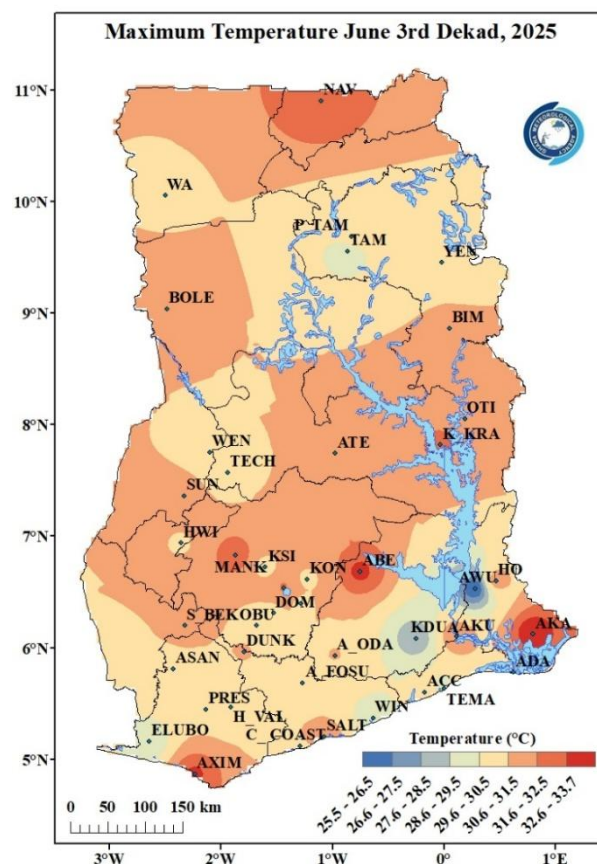 Maximum Temperature June 3rd Dekad, 2025
11°N
NAV
10°N
WA
P_TAM
TAM
YEN
9°N
BOLE
BIM
OTI
8°N
K_KRA
WEN
ATE
TECH
SUN
7°N
HWI
MANK
KSI
KON
ABE
AWU
HO
DOM
S_BEKOBU
KDUA
AKU
AKA
6°N
DUNK
A_ODA
ASAN
ADA
A_FOSU
ACC
TEMA
PRES
H_VAL
WIN
ELUBO
C_COAST
SALT
5°N
AXIM
Temperature (°C)
25.5 - 26.5
26.6 - 27.5
27.6 - 28.5
28.6 - 29.5
29.6 - 30.5
30.6 - 31.5
31.6 - 32.5
32.6 - 33.7
0 50 100 150 km
3°W 2°W 1°W 0° 1°E